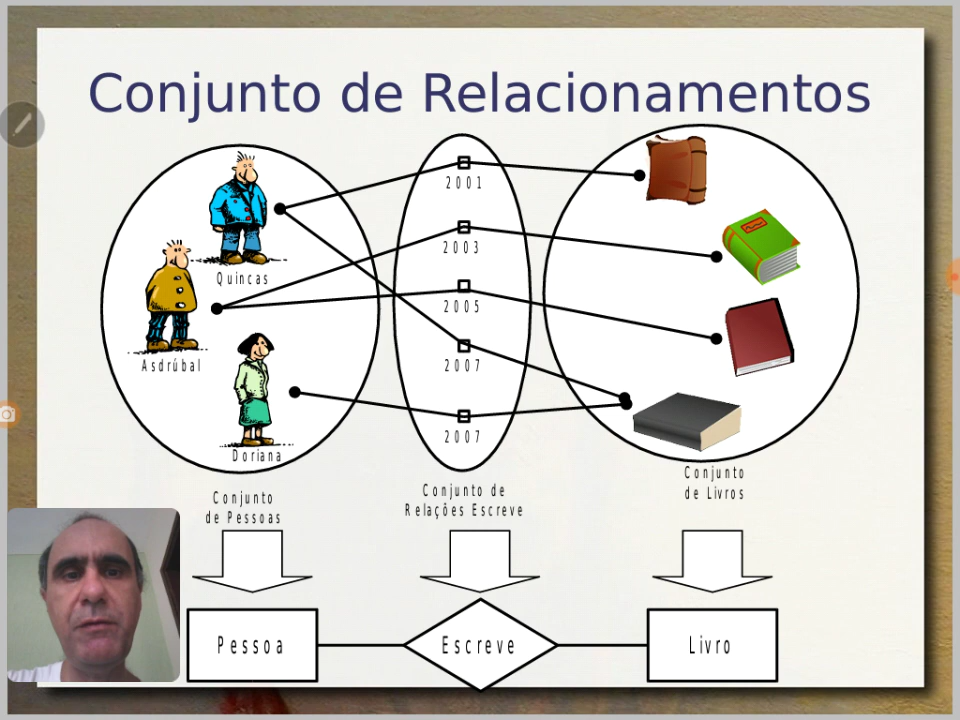 Conjunto de Relacionamentos
2001
2003
Quincas
2005
Asdrúbal
2007
2007
Doriana
Conjunto
de Pessoas
Conjunto de
Relações Escreve
Conjunto
de Livros
Pessoa
Escreve
Livro